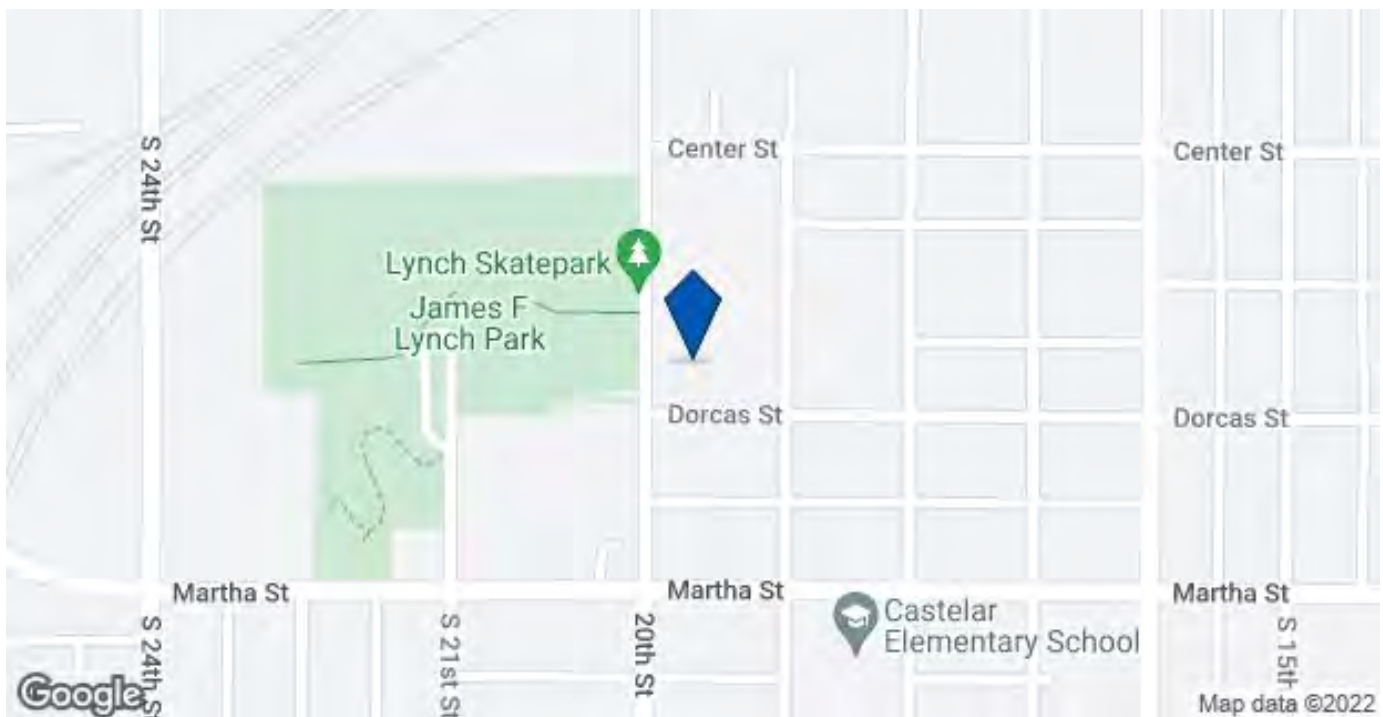 Center St
Center St
S 24th St
Lynch Skatepark
James F
Lynch Park
Dorcas St
Dorcas St
Martha St
Martha St
Martha St
Castelar
Elementary School
S 24th St
S 21st St
20th St
S 15th
Google
Map data ©2022